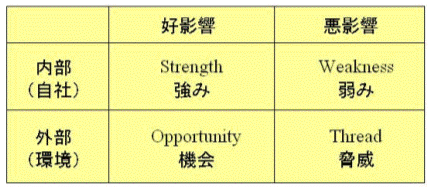 好影響 悪影響
内部 Strength Weakness
（自社） 強み 弱み
外部 Opportunity Thread
（環境） 機会 脅威